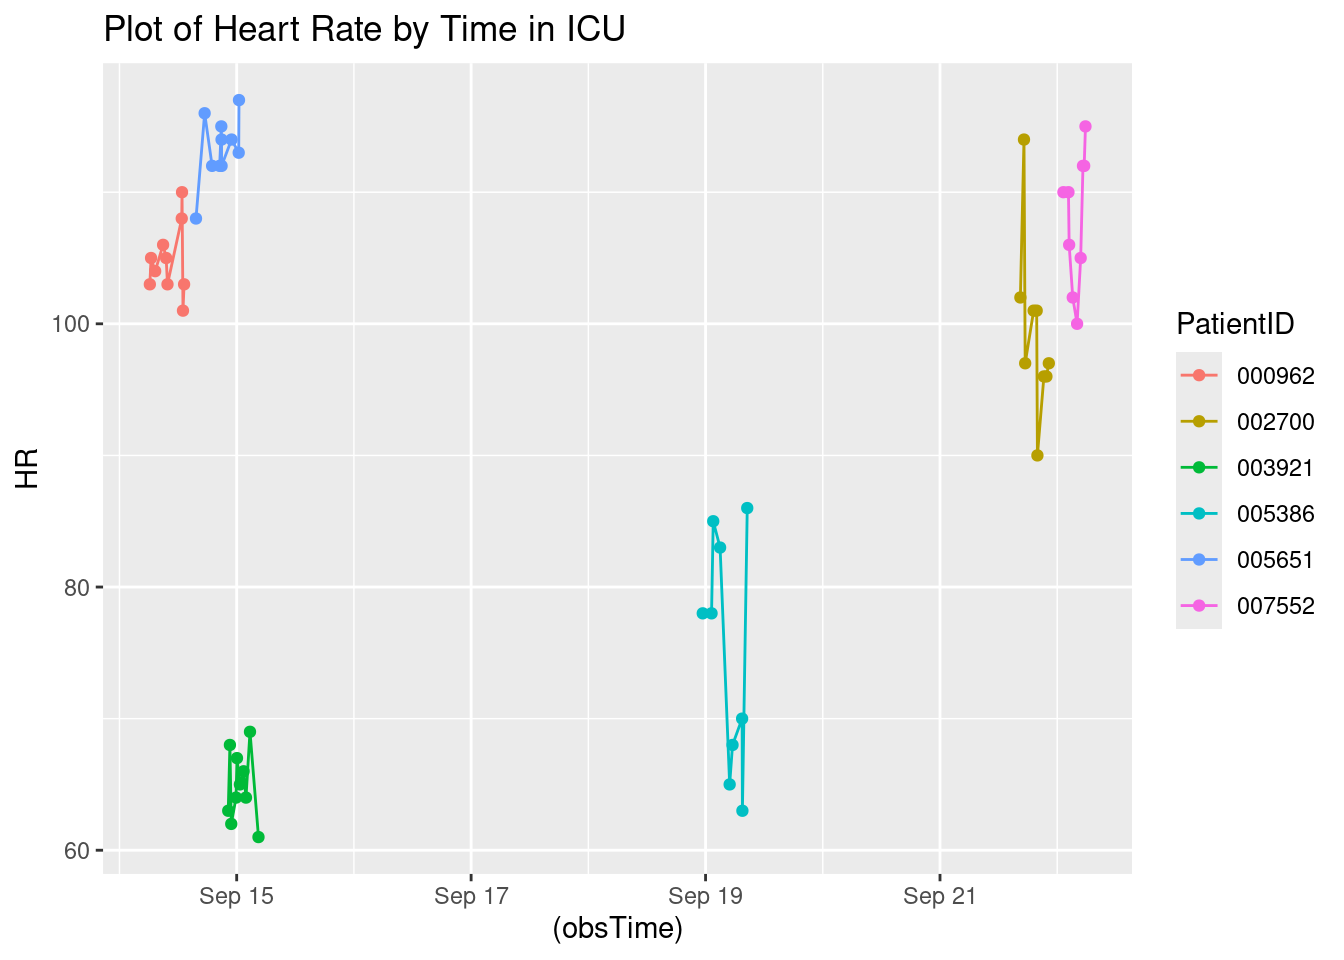 Plot of Heart Rate by Time in ICU
HR
100
80
60
Sep 15
Sep 17
Sep 19
Sep 21
(obsTime)
PatientID
000962
002700
003921
005386
005651
007552